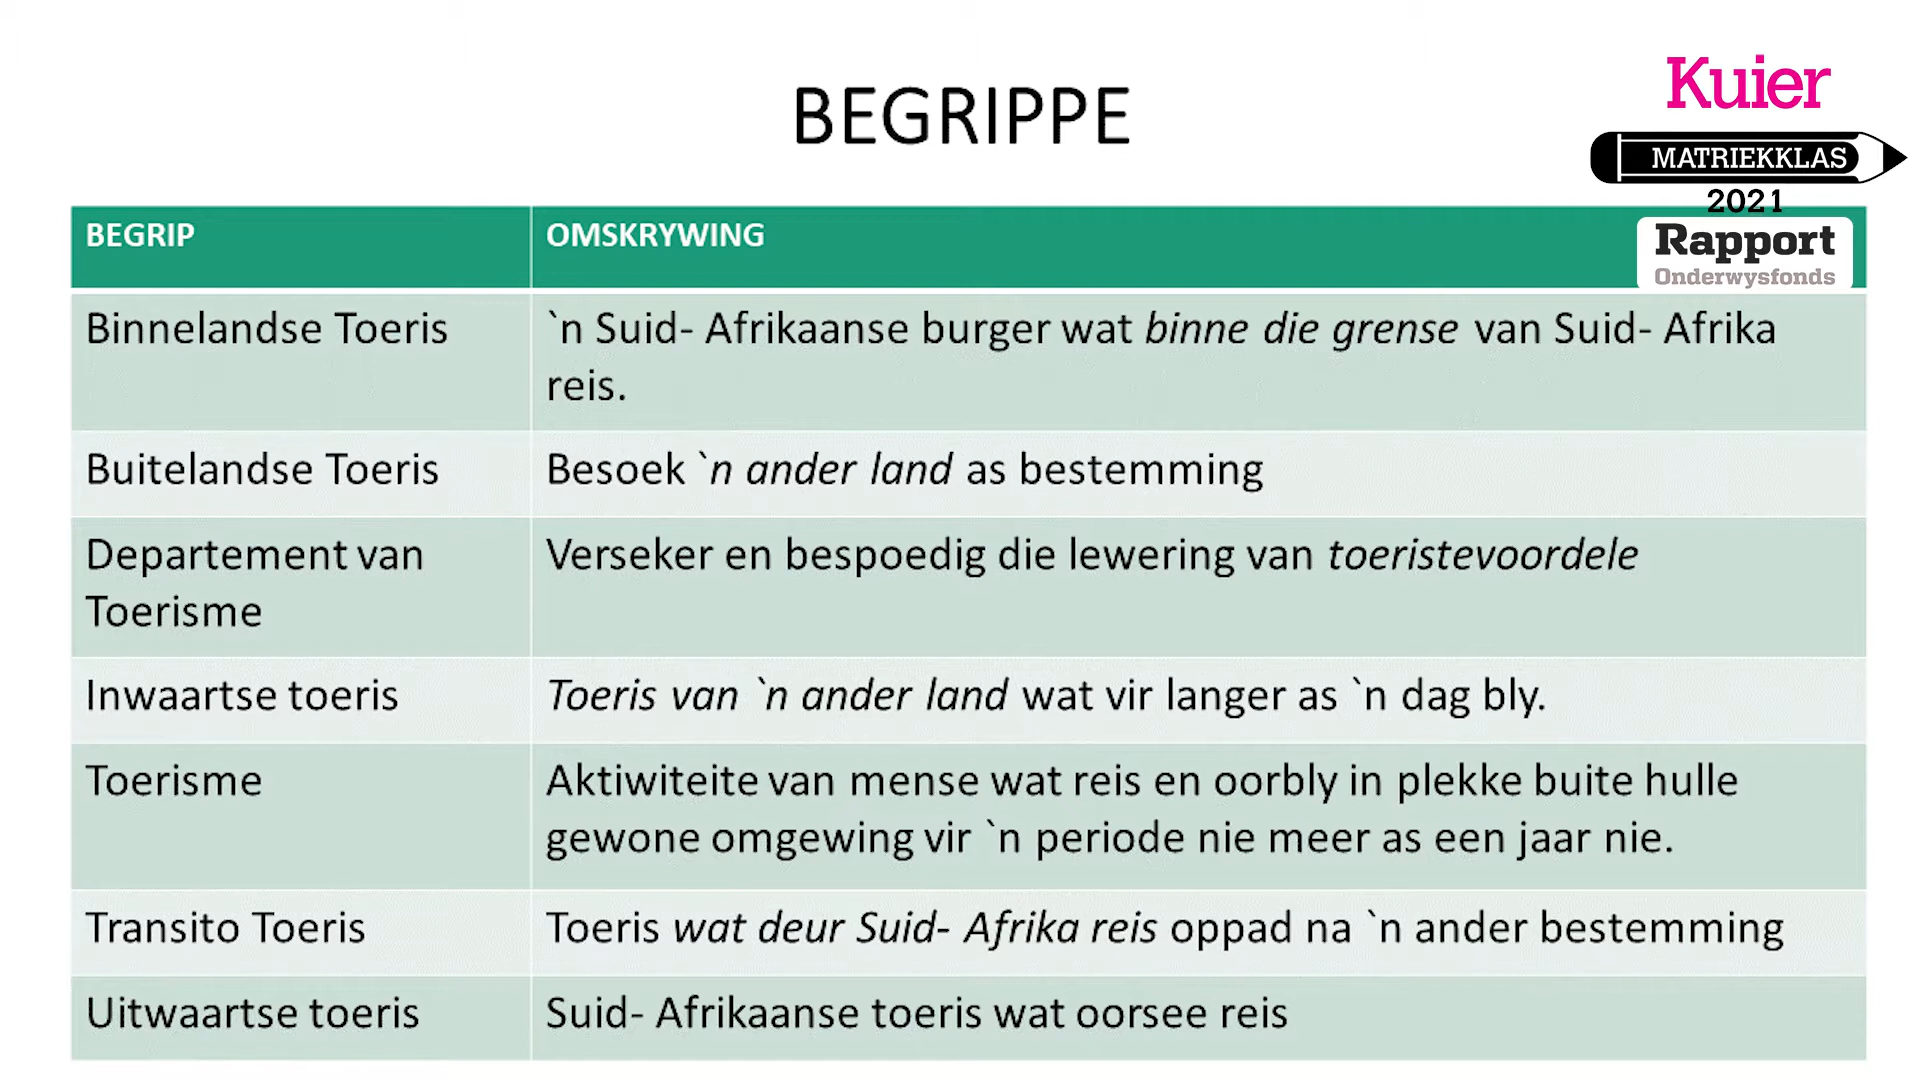 BEGRIPPE
Kuier
MATRIEKKLAS
2021
Rapport
Onderwysfonds
BEGRIP
OMSKRYWING
Binnelandse Toeris
`n Suid- Afrikaanse burger wat binne die grense van Suid- Afrika
reis.
Buitelandse Toeris
Besoek `n ander land as bestemming
Departement van
Toerisme
Verseker en bespoedig die lewering van toeristevoordele
Inwaartse toeris
Toeris van `n ander land wat vir langer as `n dag bly.
Toerisme
Aktiwiteite van mense wat reis en oorbly in plekke buite hulle
gewone omgewing vir `n periode nie meer as een jaar nie.
Transito Toeris
Toeris wat deur Suid- Afrika reis oppad na `n ander bestemming
Uitwaartse toeris
Suid- Afrikaanse toeris wat oorsee reis